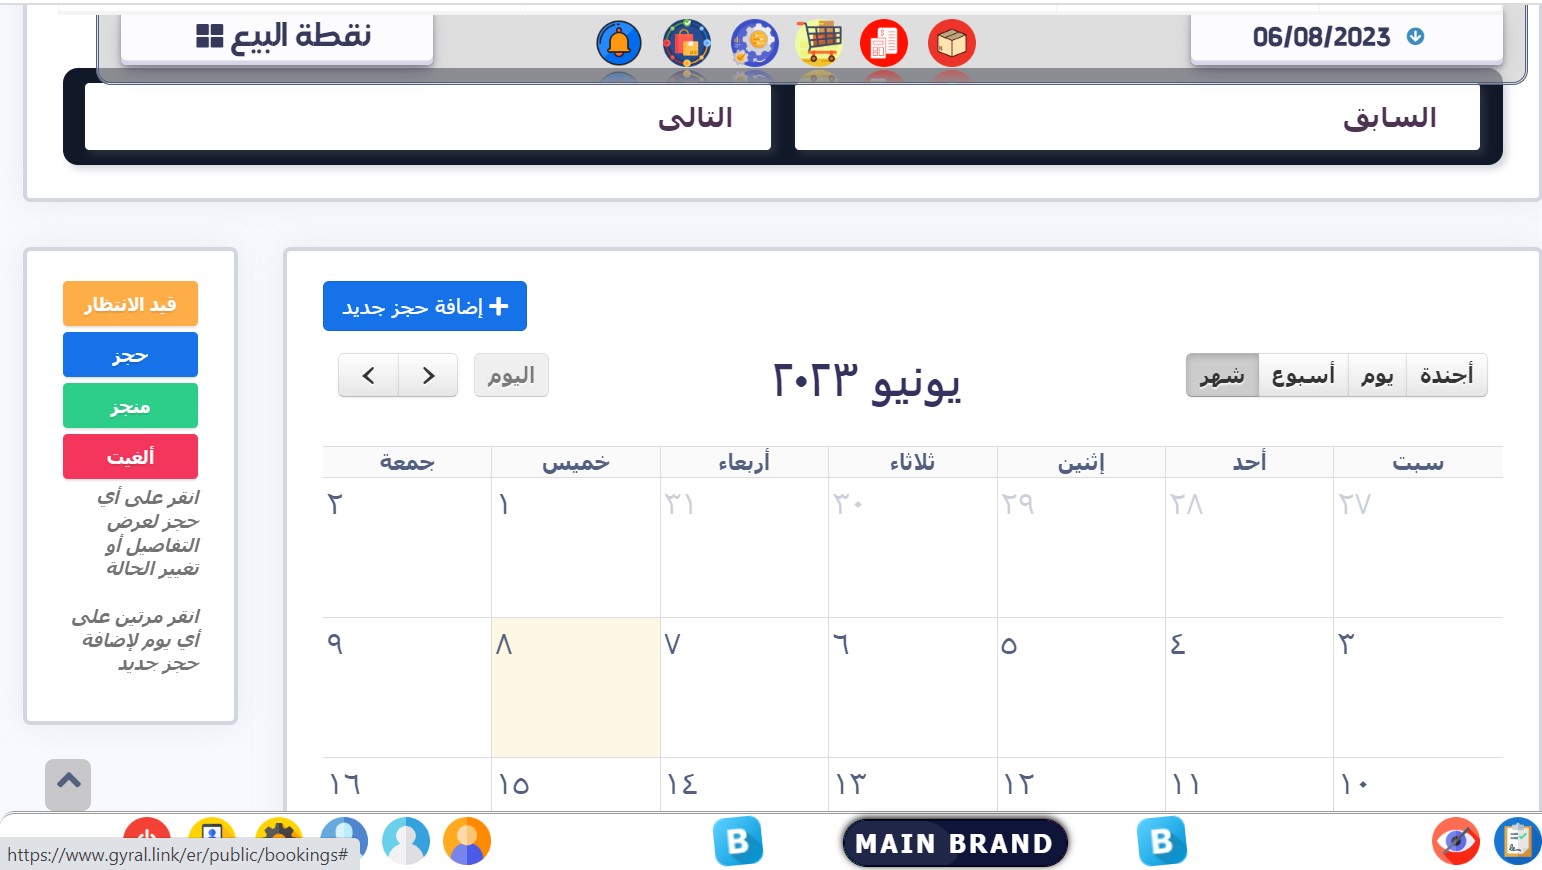 06/08/2023
نقطة البيع
السابق
التالى
قيد الانتظار
حجز
منجز
ألغيت
انقر على أي
حجز لعرض
التفاصيل أو
تغيير الحالة
انقر مرتين على
أي يوم لإضافة
حجز جديد
إضافة حجز جديد
أجندة أسبوع يوم شهر
يونيو ٢٠٢٣
اليوم
سبت أحد إثنين ثلاثاء أربعاء خميس جمعة
٢٧ ٢٨ ٢٩ ٣٠ ٣١ ١ ٢
٣ ٤ ٥ ٦ ٧ ٨ ٩
١٠ ١١ ١٢ ١٣ ١٤ ١٥ ١٦
B MAIN BRAND B
https://www.gyral.link/er/public/bookings#